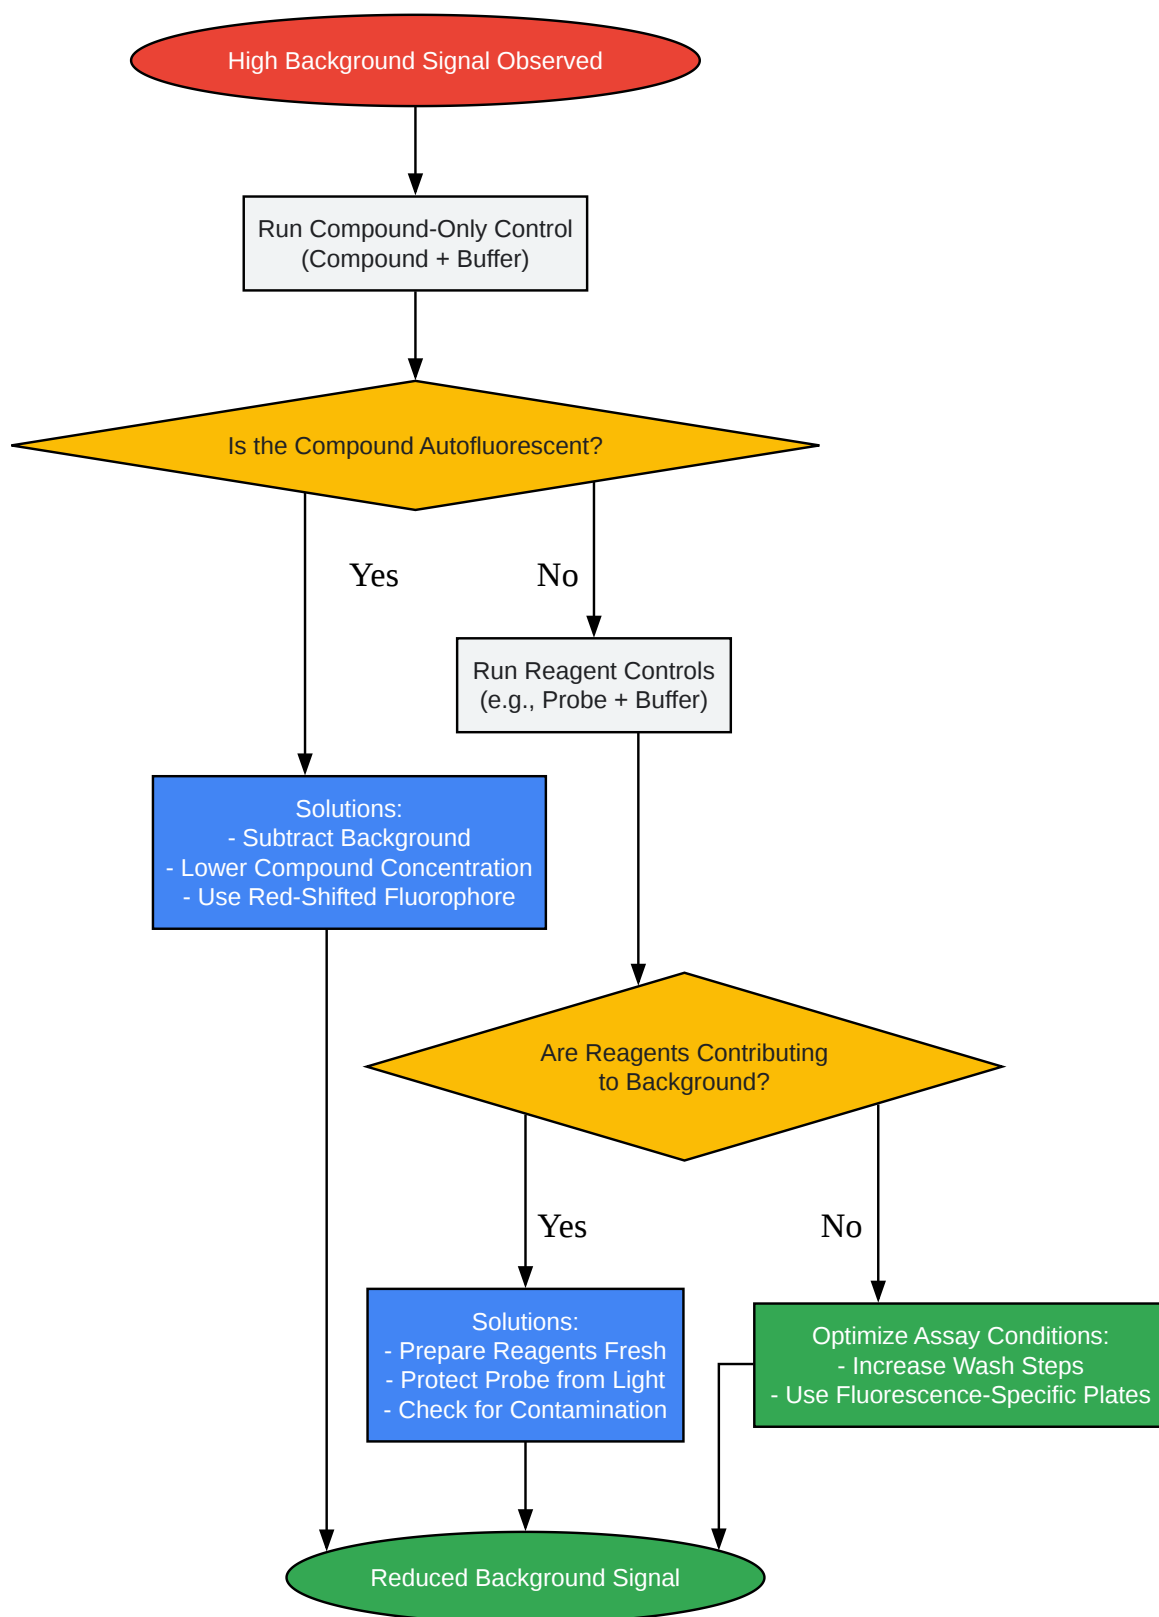 High Background Signal Observed
Run Compound-Only Control
(Compound + Buffer)
Is the Compound Autofluorescent?
Yes
No
Run Reagent Controls
(e.g., Probe + Buffer)
Solutions:
- Subtract Background
- Lower Compound Concentration
- Use Red-Shifted Fluorophore
Are Reagents Contributing
to Background?
Yes
No
Solutions:
- Prepare Reagents Fresh
- Protect Probe from Light
- Check for Contamination
Optimize Assay Conditions:
- Increase Wash Steps
- Use Fluorescence-Specific Plates
Reduced Background Signal